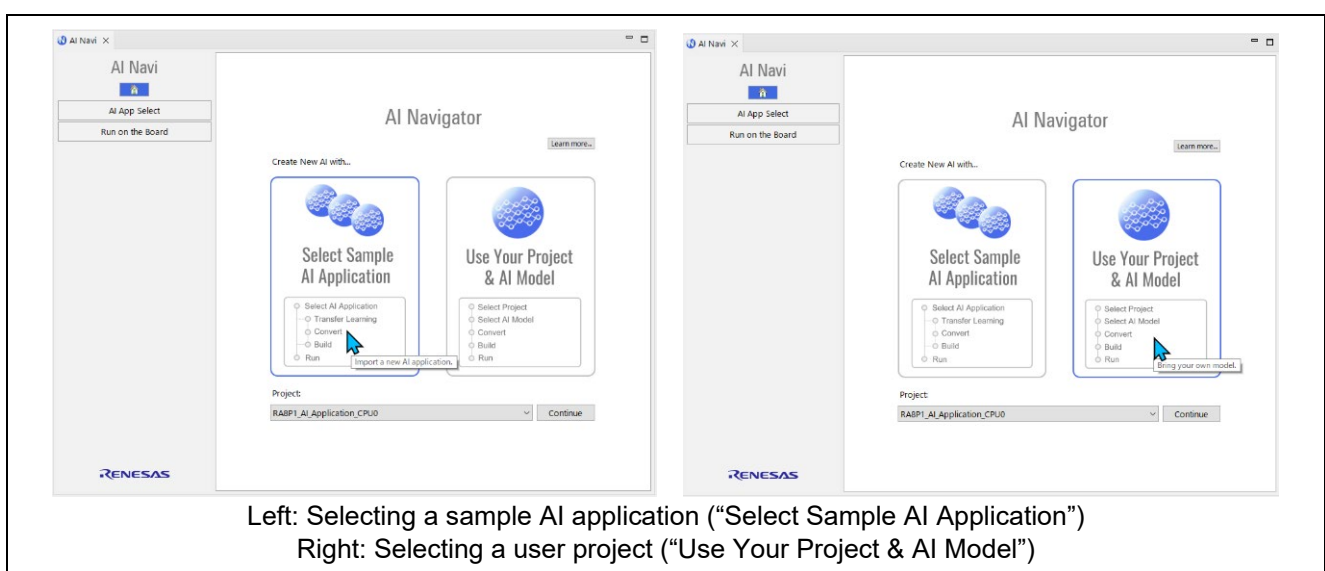 AI Navi
AI Navi
AI App Select
Run on the Board
AI Navigator
Learn more...
Create New AI with...
Select Sample
AI Application
Select AI Application
Transfer Learning
Convert
Build
Run
Import a new AI application.
Use Your Project
& AI Model
Select Project
Select AI Model
Convert
Build
Run
Project:
RA8P1_AI_Application_CPU0
Continue
RENESAS
AI Navi
AI Navi
AI App Select
Run on the Board
AI Navigator
Learn more...
Create New AI with...
Select Sample
AI Application
Select AI Application
Transfer Learning
Convert
Build
Run
Use Your Project
& AI Model
Select Project
Select AI Model
Convert
Build
Run
Bring your own model.
Project:
RA8P1_AI_Application_CPU0
Continue
RENESAS
Left: Selecting a sample AI application (“Select Sample AI Application”)
Right: Selecting a user project (“Use Your Project & AI Model”)